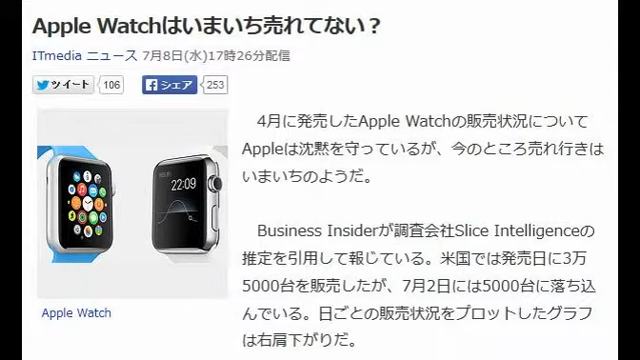 Apple Watchはいまいち売れてない？
ITmedia ニュース 7月8日(水)17時26分配信
ツイート 106 シェア 253
22:09
Apple Watch
4月に発売したApple Watchの販売状況について
Appleは沈黙を守っているが、今のところ売れ行きは
いまいちのようだ。
Business Insiderが調査会社Slice Intelligenceの
推定を引用して報じている。米国では発売日に3万
5000台を販売したが、7月2日には5000台に落ち込
んでいる。日ごとの販売状況をプロットしたグラフ
は右肩下がりだ。